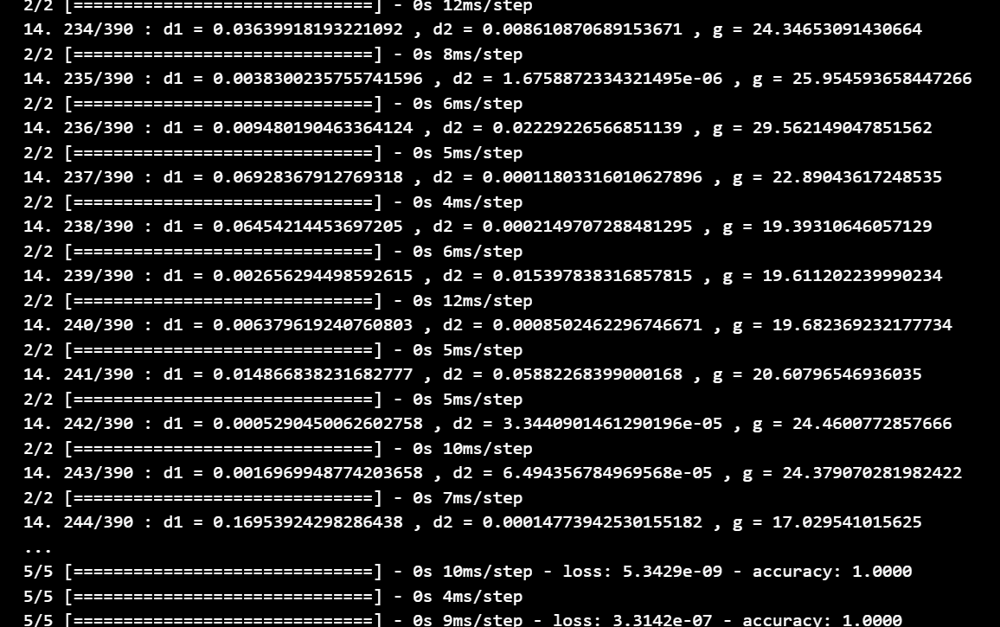 2/2 [==============================] - 0s 12ms/step
14. 234/390 : d1 = 0.03639918193221092 , d2 = 0.008610870689153671 , g = 24.34653091430664
2/2 [==============================] - 0s 8ms/step
14. 235/390 : d1 = 0.0038300235755741596 , d2 = 1.6758872334321495e-06 , g = 25.954593658447266
2/2 [==============================] - 0s 6ms/step
14. 236/390 : d1 = 0.009480190463364124 , d2 = 0.02229226566851139 , g = 29.562149047851562
2/2 [==============================] - 0s 5ms/step
14. 237/390 : d1 = 0.06928367912769318 , d2 = 0.00011803316010627896 , g = 22.89043617248535
2/2 [==============================] - 0s 4ms/step
14. 238/390 : d1 = 0.06454214453697205 , d2 = 0.0002149707288481295 , g = 19.39310646057129
2/2 [==============================] - 0s 6ms/step
14. 239/390 : d1 = 0.002656294498592615 , d2 = 0.015397838316857815 , g = 19.611202239990234
2/2 [==============================] - 0s 12ms/step
14. 240/390 : d1 = 0.006379619240760803 , d2 = 0.0008502462296746671 , g = 19.682369232177734
2/2 [==============================] - 0s 5ms/step
14. 241/390 : d1 = 0.014866838231682777 , d2 = 0.05882268399000168 , g = 20.60796546936035
2/2 [==============================] - 0s 5ms/step
14. 242/390 : d1 = 0.0005290450062602758 , d2 = 3.3440901461290196e-05 , g = 24.4600772857666
2/2 [==============================] - 0s 10ms/step
14. 243/390 : d1 = 0.0016969948774203658 , d2 = 6.494356784969568e-05 , g = 24.379070281982422
2/2 [==============================] - 0s 7ms/step
14. 244/390 : d1 = 0.16953924298286438 , d2 = 0.00014773942530155182 , g = 17.029541015625
...
5/5 [==============================] - 0s 10ms/step - loss: 5.3429e-09 - accuracy: 1.0000
5/5 [==============================] - 0s 4ms/step
5/5 [==============================] - 0s 9ms/step - loss: 3.3142e-07 - accuracy: 1.0000